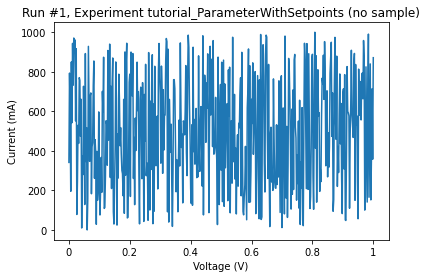 Run #1, Experiment tutorial_ParameterWithSetpoints (no sample)
1000
800
600
400
200
0
Current (mA)
0 0.2 0.4 0.6 0.8 1
Voltage (V)